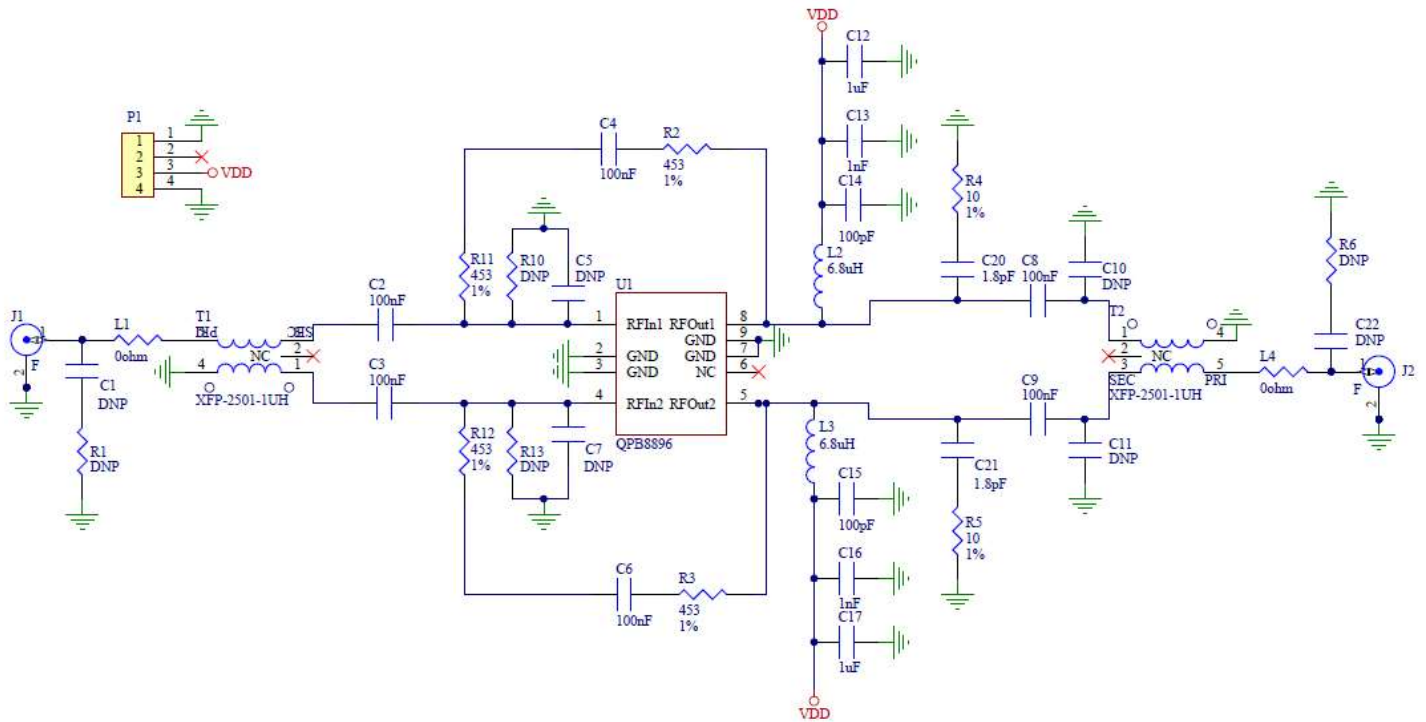 VDD
C12
1uF
C13
1nF
C14
100pF
P1
1
2
3
4
1
2
3
4
VDD
C4
100nF
R2
453
1%
R4
10
1%
L2
6.8uH
C20
1.8pF
C8
100nF
C10
DNP
R6
DNP
R11
453
1%
R10
DNP
C5
DNP
U1
C2
100nF
J1
1
F
2
L1
0ohm
T1
2
NC
4
1
XFP-2501-1UH
C1
DNP
R1
DNP
C3
100nF
1
RFIn1
RFOut1
8
GND
9
2
GND
GND
7
3
GND
NC
6
4
RFIn2
RFOut2
5
QPB8896
T2
1
4
2
NC
3
5
SEC
PRI
XFP-2501-1UH
C9
100nF
L4
0ohm
C22
DNP
1
F
J2
2
R12
453
1%
R13
DNP
C7
DNP
L3
6.8uH
C15
100pF
C21
1.8pF
C11
DNP
R5
10
1%
C16
1nF
C17
1uF
C6
100nF
R3
453
1%
VDD